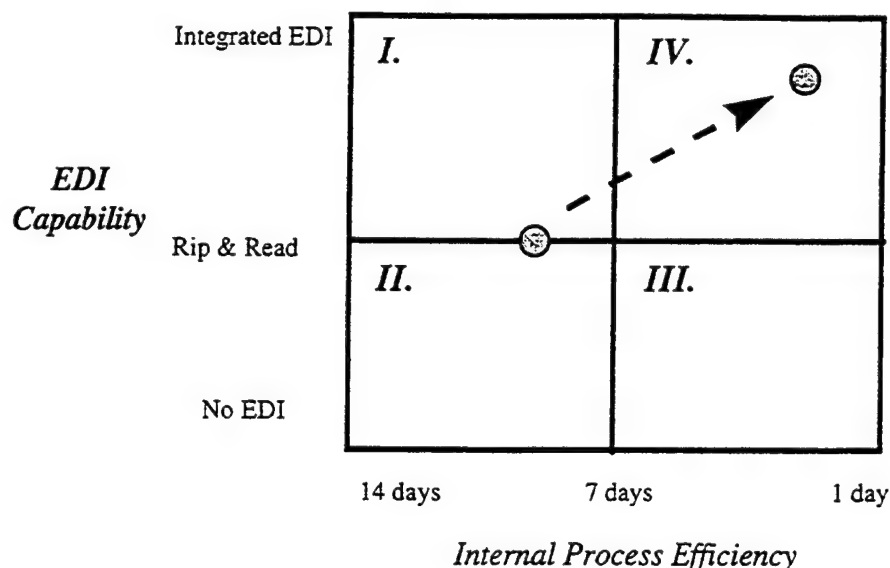 Integrated EDI
I.
IV.
EDI
Capability
Rip & Read
II.
III.
No EDI
14 days
7 days
1 day
Internal Process Efficiency